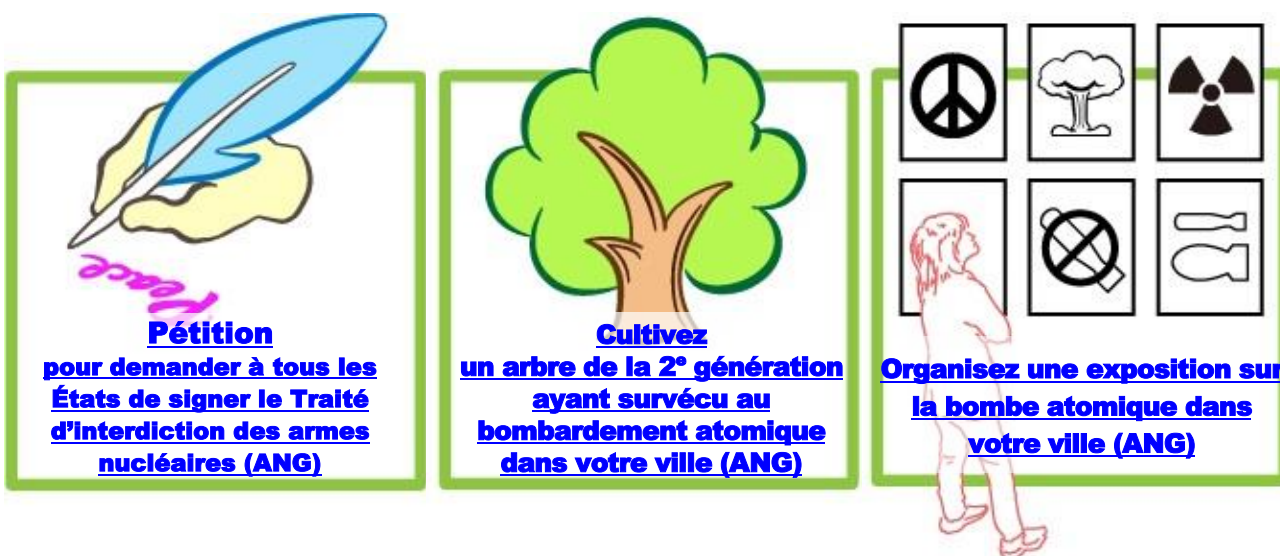 Peace
Pétition
pour demander à tous les
États de signer le Traité
d’interdiction des armes
nucléaires (ANG)
Cultivez
un arbre de la 2e génération
ayant survécu au
bombardement atomique
dans votre ville (ANG)
Organisez une exposition sur
la bombe atomique dans
votre ville (ANG)